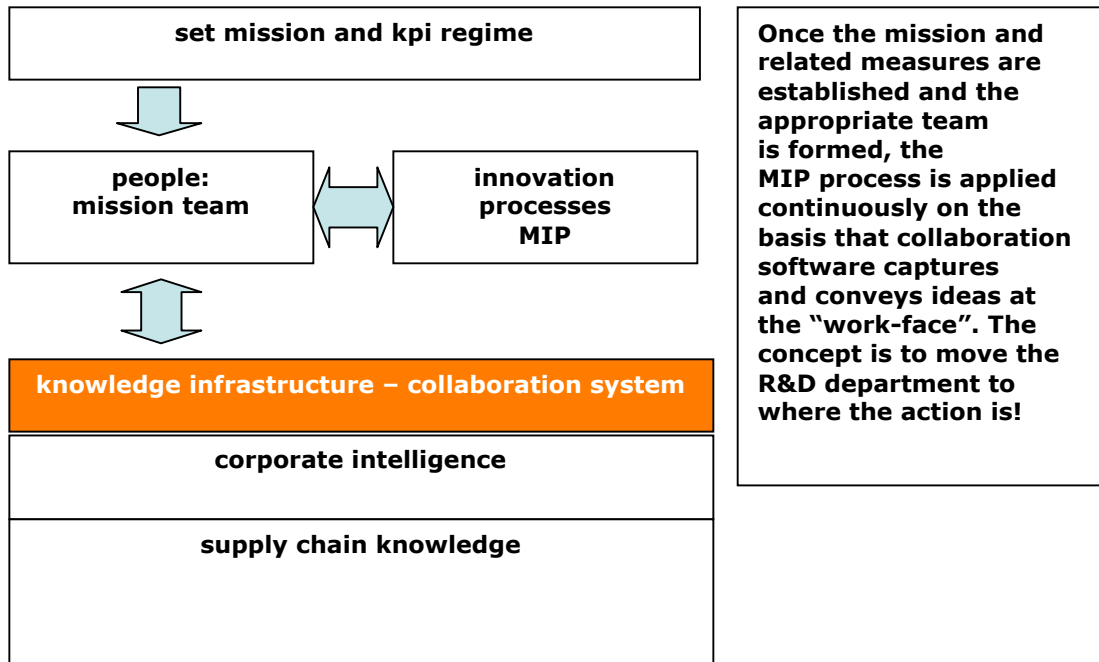 set mission and kpi regime
people:
mission team
innovation
processes
MIP
knowledge infrastructure – collaboration system
corporate intelligence
supply chain knowledge
Once the mission and
related measures are
established and the
appropriate team
is formed, the
MIP process is applied
continuously on the
basis that collaboration
software captures
and conveys ideas at
the “work-face”. The
concept is to move the
R&D department to
where the action is!